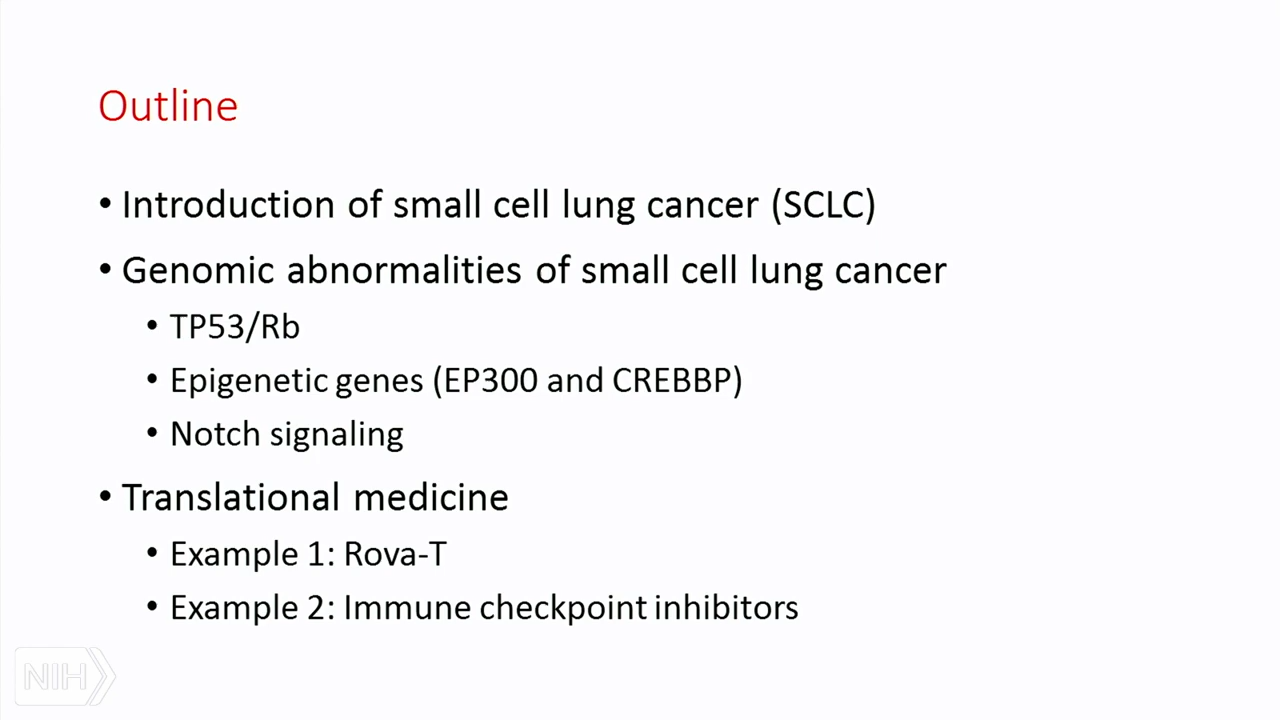 Outline
• Introduction of small cell lung cancer (SCLC)
• Genomic abnormalities of small cell lung cancer
• TP53/Rb
• Epigenetic genes (EP300 and CREBBP)
• Notch signaling
• Translational medicine
• Example 1: Rova-T
• Example 2: Immune checkpoint inhibitors
NIH